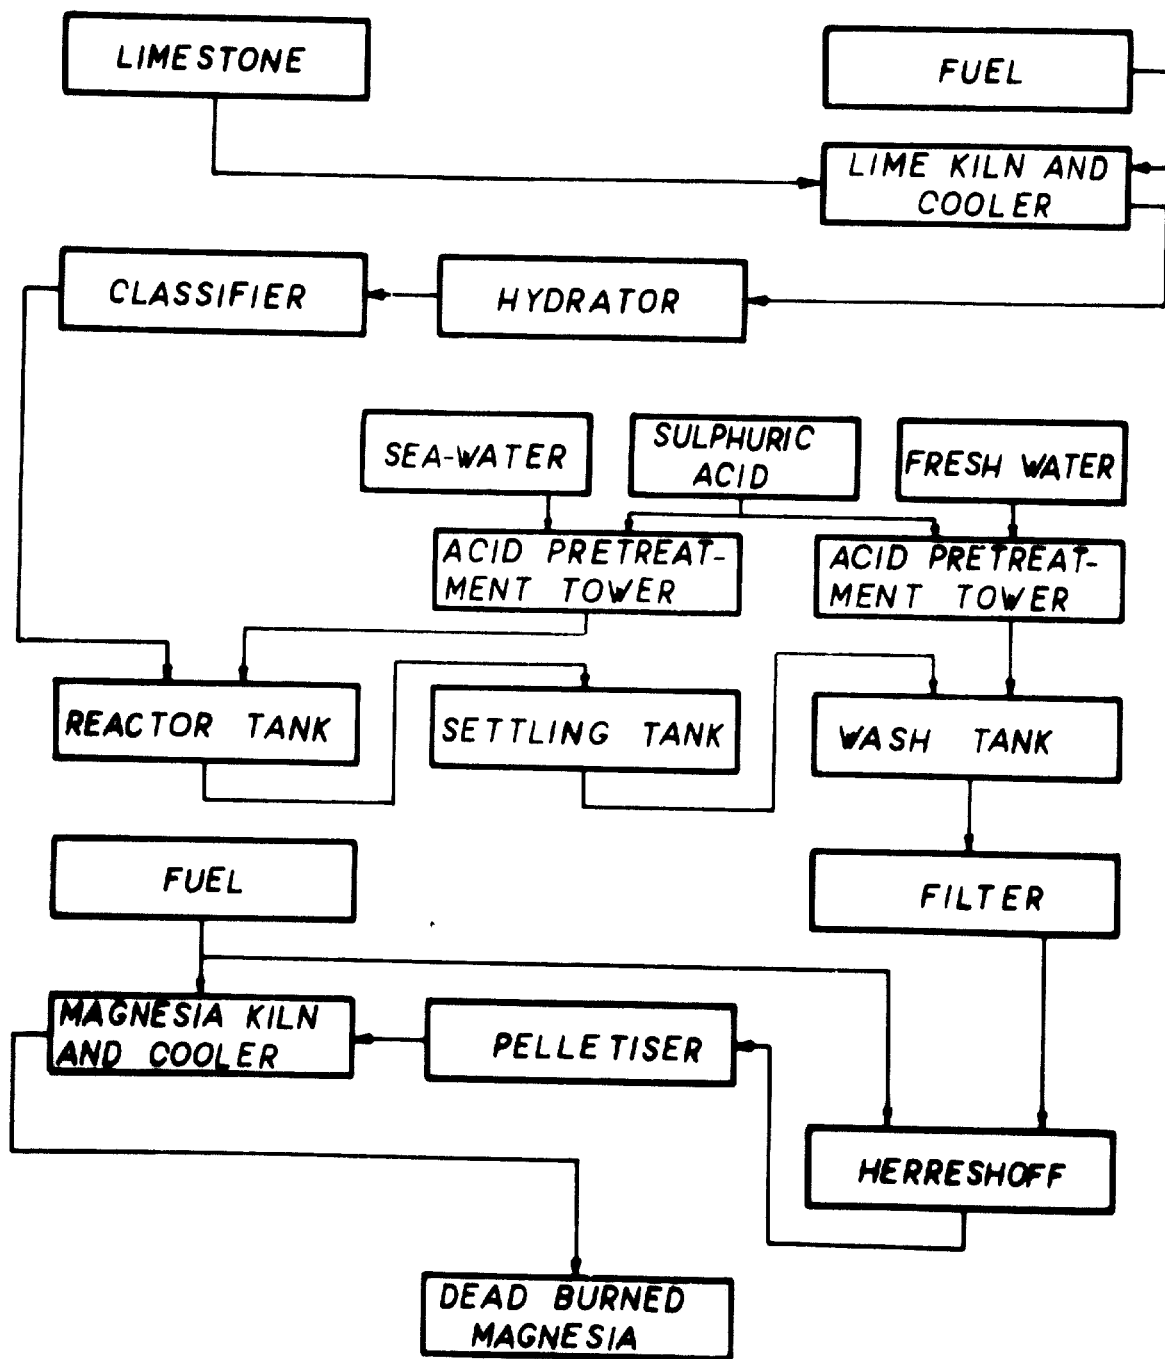 LIMESTONE
FUEL
LIME KILN AND
COOLER
CLASSIFIER
HYDRATOR
SEA-WATER
SULPHURIC
ACID
FRESH WATER
ACID PRETREAT-
MENT TOWER
ACID PRETREAT-
MENT TOWER
REACTOR TANK
SETTLING TANK
WASH TANK
FUEL
FILTER
MAGNESIA KILN
AND COOLER
PELLETISER
HERRESHOFF
DEAD BURNED
MAGNESIA